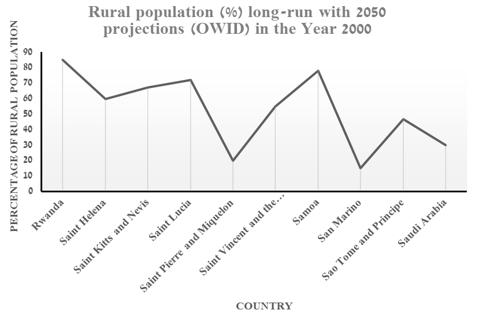 Rural population (%) long-run with 2050
projections (OWID) in the Year 2000
PERCENTAGE OF RURAL POPULATION
90
80
70
60
50
40
30
20
10
0
Rwanda
Saint Helena
Saint Kitts and Nevis
Saint Lucia
Saint Pierre and Miquelon
Saint Vincent and the...
Samoa
San Marino
Sao Tome and Principe
Saudi Arabia
COUNTRY